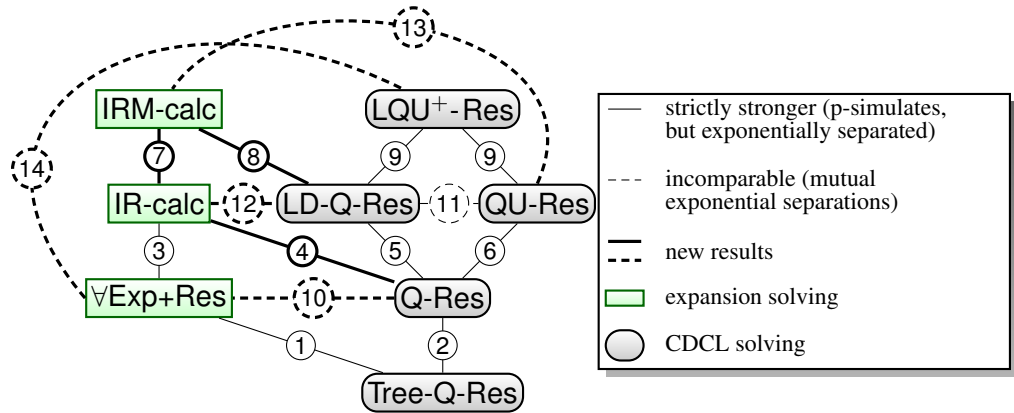 13
IRM-calc
LQU⁺-Res
14
7
8
9
9
IR-calc
12
LD-Q-Res
11
QU-Res
3
4
5
6
∀Exp+Res
10
Q-Res
1
2
Tree-Q-Res
strictly stronger (p-simulates,
but exponentially separated)
incomparable (mutual
exponential separations)
new results
expansion solving
CDCL solving